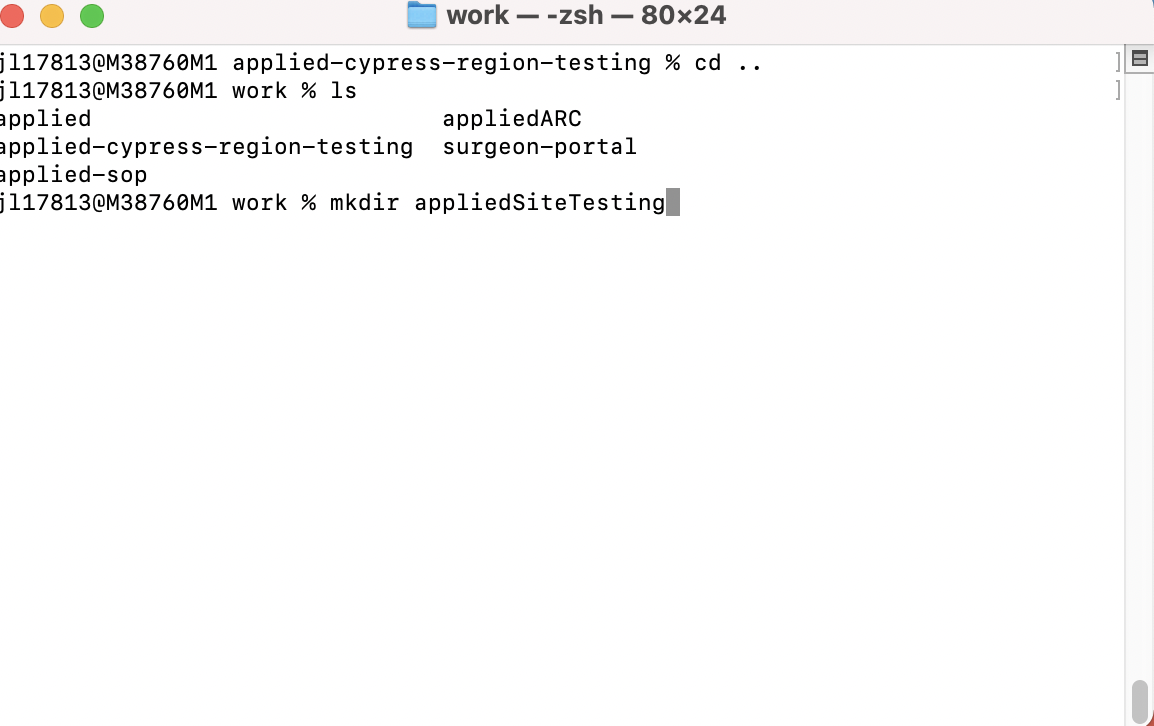 work — -zsh — 80×24
jl17813@M38760M1 applied-cypress-region-testing % cd ..
jl17813@M38760M1 work % ls
applied appliedARC
applied-cypress-region-testing surgeon-portal
applied-sop
jl17813@M38760M1 work % mkdir appliedSiteTesting